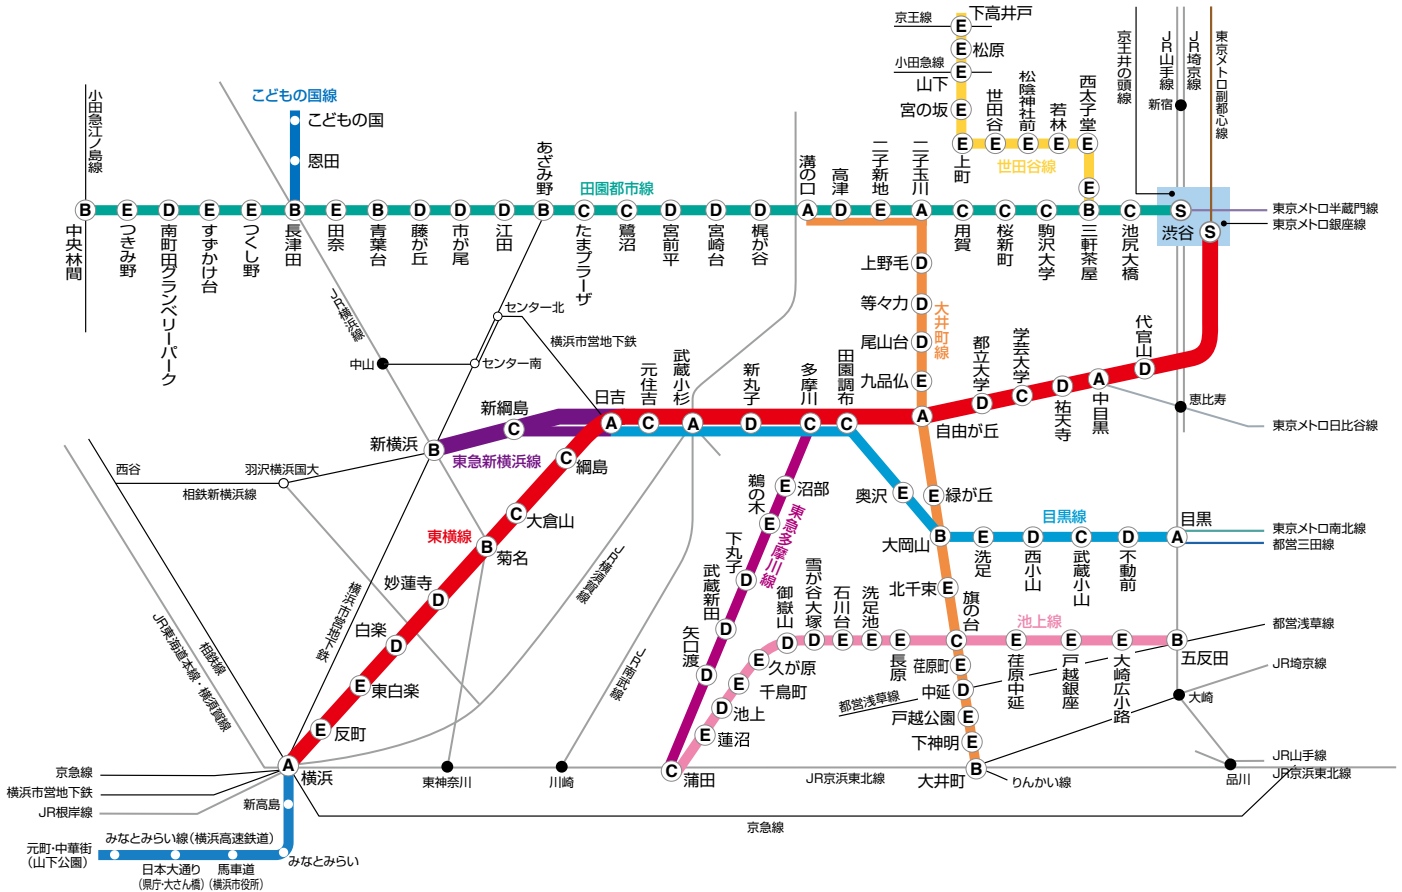 京王線
下高井戸
E
E
松原
小田急線
E
山下
宮の坂
E
世田谷
松陰神社前
若林
西太子堂
E
E
E
E
E
上町
世田谷線
E
京王井の頭線
JR山手線
JR埼京線
東京メトロ副都心線
新宿
小田急江ノ島線
こどもの国線
こどもの国
恩田
あざみ野
田園都市線
溝の口
高津
二子新地
二子玉川
B
E
D
E
E
B
E
B
D
D
D
B
C
C
D
D
D
A
D
E
A
C
C
C
B
C
S
中央林間
つきみ野
南町田グランベリーパーク
すずかけ台
つくし野
長津田
田奈
青葉台
藤が丘
市が尾
江田
たまプラーザ
鷺沼
宮前平
宮崎台
梶が谷
用賀
桜新町
駒沢大学
三軒茶屋
池尻大橋
渋谷
S
東京メトロ半蔵門線
東京メトロ銀座線
上野毛
D
等々力
D
大井町線
尾山台
D
九品仏
E
JR横浜線
センター北
横浜市営地下鉄
中山
センター南
代官山
学芸大学
都立大学
D
A
D
C
D
中目黒
祐天寺
恵比寿
東京メトロ日比谷線
日吉
元住吉
武蔵小杉
新丸子
多摩川
田園調布
A
C
A
D
C
C
A
自由が丘
新綱島
C
新横浜
B
東急新横浜線
C
綱島
西谷
羽沢横浜国大
相鉄新横浜線
C
大倉山
東横線
B
菊名
E
沼部
鵜の木
E
東急多摩川線
奥沢
E
E
緑が丘
目黒線
目黒
大岡山
B
E
D
C
D
A
洗足
西小山
武蔵小山
不動前
東京メトロ南北線
都営三田線
下丸子
D
武蔵新田
D
矢口渡
D
北千束
E
旗の台
池上線
御嶽山
雪が谷大塚
石川台
洗足池
D
D
E
E
E
C
E
E
E
B
長原
荏原中延
戸越銀座
大崎広小路
五反田
都営浅草線
JR埼京線
E
久が原
E
千鳥町
D
池上
E
蓮沼
荏原町
E
中延
D
都営浅草線
戸越公園
E
下神明
E
大崎
妙蓮寺
D
横浜市営地下鉄
JR横須賀線
白楽
D
相鉄線
JR東海道本線・横須賀線
E
東白楽
JR南武線
E
反町
A
横浜
京急線
横浜市営地下鉄
JR根岸線
東神奈川
川崎
C
蒲田
JR京浜東北線
大井町
B
りんかい線
品川
JR山手線
JR京浜東北線
新高島
京急線
みなとみらい線(横浜高速鉄道)
元町・中華街
(山下公園)
みなとみらい
日本大通り
(県庁・大さん橋)
馬車道
(横浜市役所)